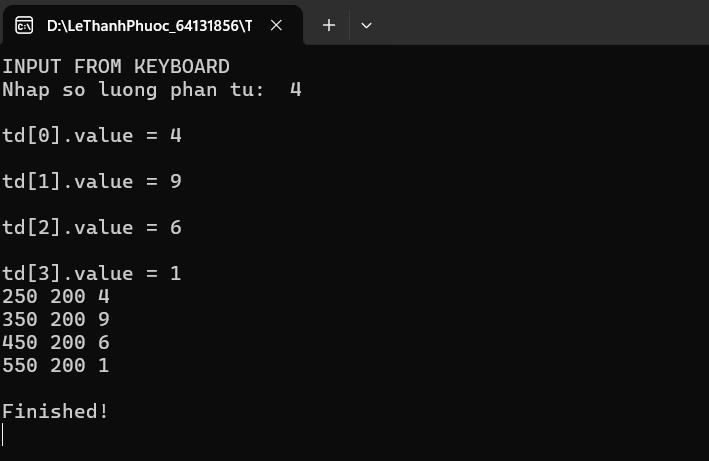 D:\LeThanhPhuoc_64131856\T
INPUT FROM KEYBOARD
Nhap so luong phan tu:  4
td[0].value = 4
td[1].value = 9
td[2].value = 6
td[3].value = 1
250 200 4
350 200 9
450 200 6
550 200 1
Finished!